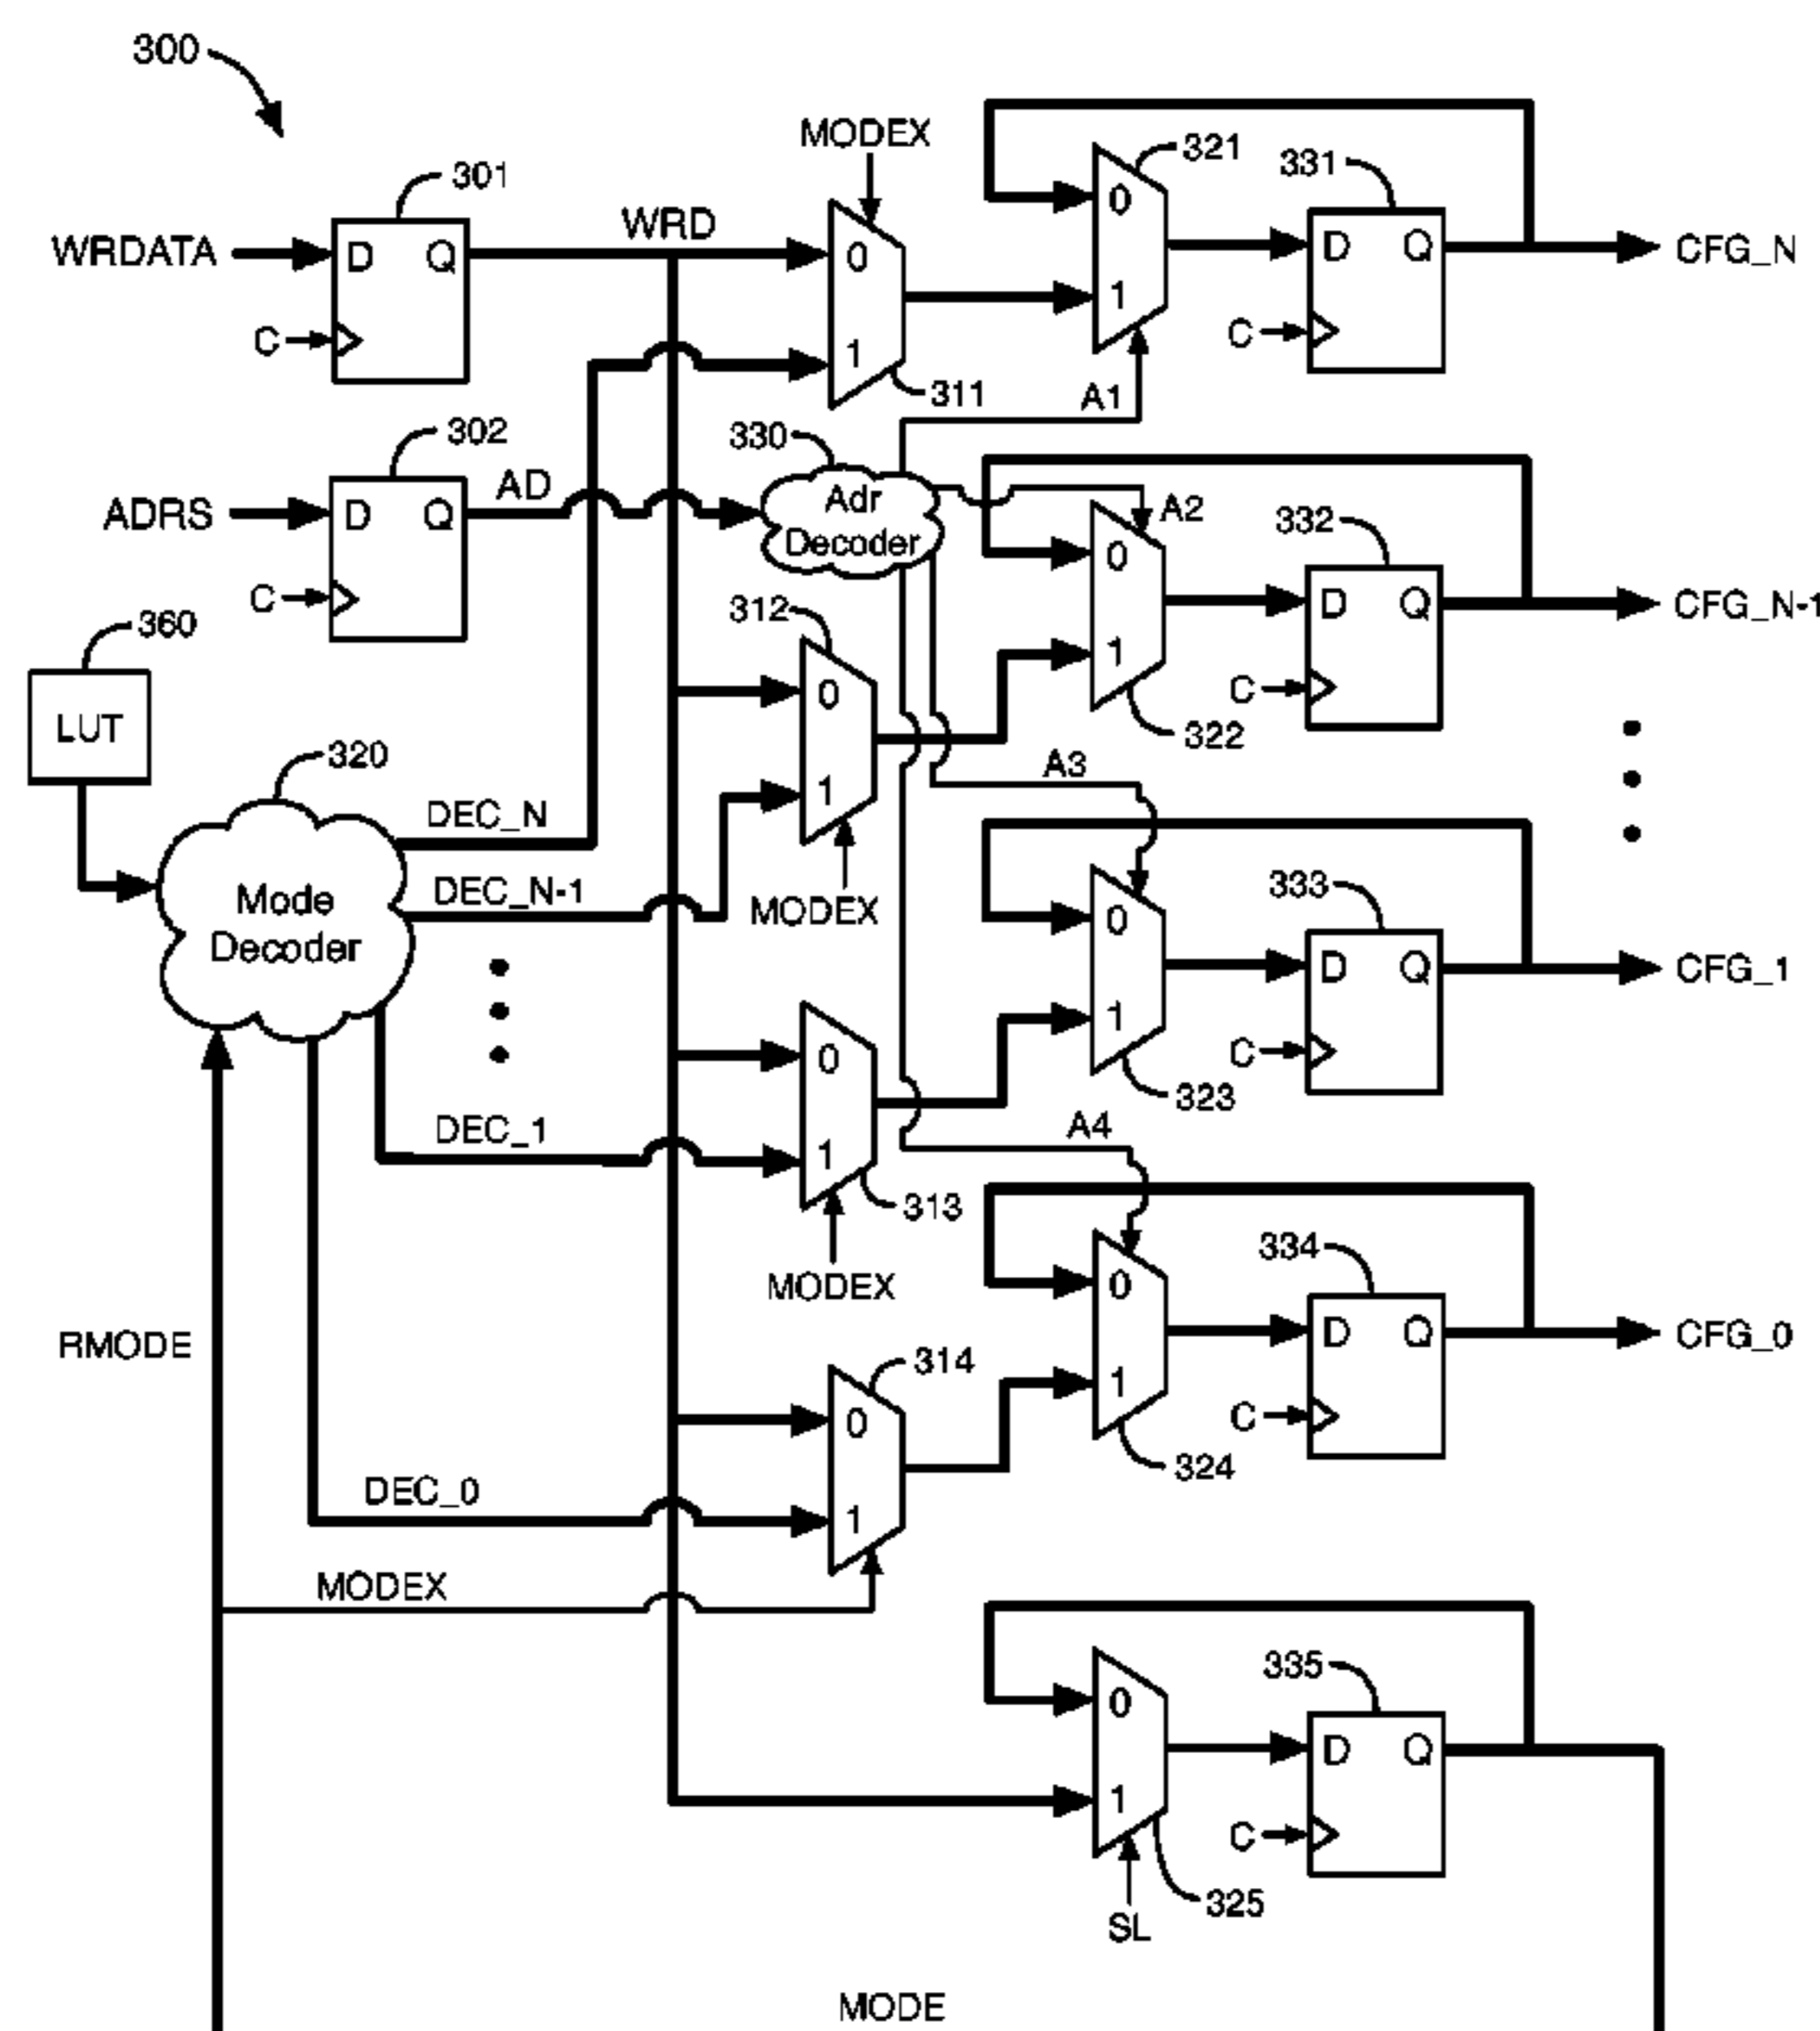 300
MODEX
321
331
301
WRDATA
D Q
WRD
0
0
D Q
CFG_N
C
1
1
C
311
A1
302
330
ADRS
D Q
AD
Adr
Decoder
A2
332
0
D Q
CFG_N-1
C
360
312
LUT
0
1
C
322
320
1
A3
DEC_N
Mode
Decoder
DEC_N-1
MODEX
333
0
D Q
CFG_1
0
1
C
DEC_1
1
313
323
A4
MODEX
334
0
D Q
CFG_0
RMODE
314
0
1
C
324
DEC_0
1
MODEX
335
0
D Q
1
C
325
SL
MODE